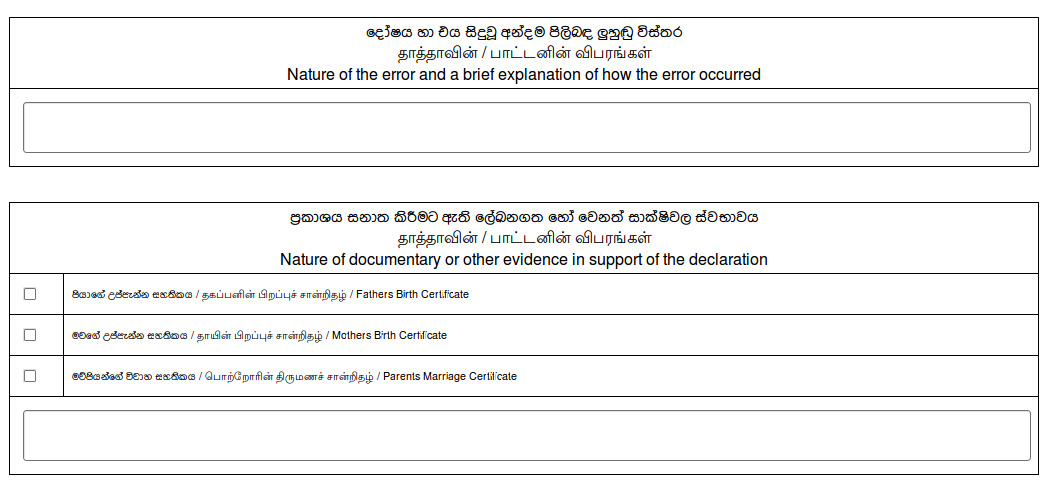 දෝෂය හා එය සිදුවූ අන්දම පිලිබඳ ලුහුඬු විස්තර
தாத்தாவின் / பாட்டனின் விபரங்கள்
Nature of the error and a brief explanation of how the error occurred
ප්‍රකාශය සනාත කිරීමට ඇති ලේඛනගත හෝ වෙනත් සාක්ෂිවල ස්වභාවය
தாத்தாவின் / பாட்டனின் விபரங்கள்
Nature of documentary or other evidence in support of the declaration
පියාගේ උප්පැන්න සහතිකය / தகப்பனின் பிறப்புச் சான்றிதழ் / Fathers Birth Certificate
මවගේ උප්පැන්න සහතිකය / தாயின் பிறப்புச் சான்றிதழ் / Mothers Birth Certificate
මව්පියන්ගේ විවාහ සහතිකය / பெற்றோரின் திருமணச் சான்றிதழ் / Parents Marriage Certificate